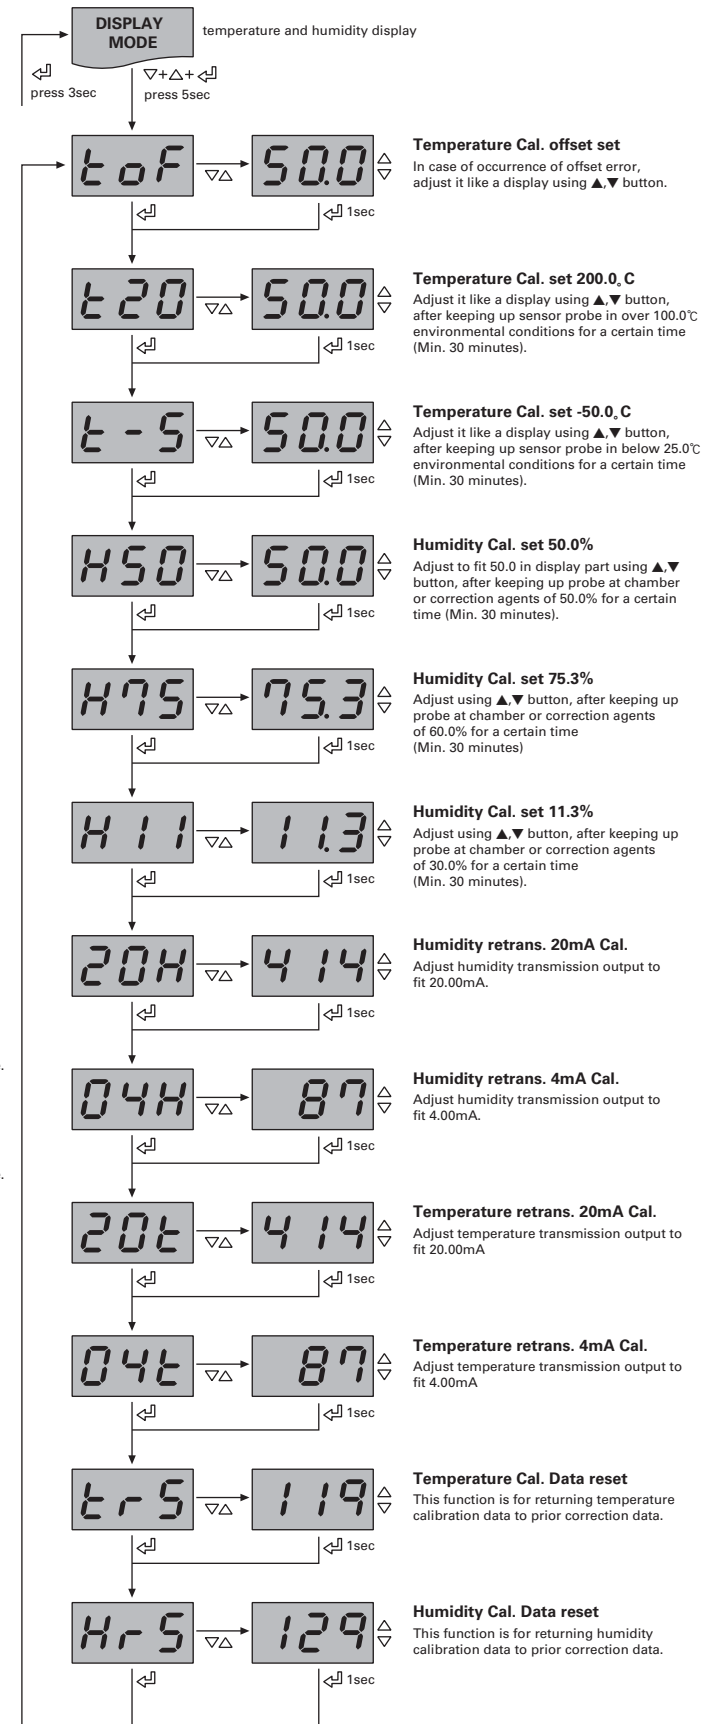 DISPLAY
MODE
temperature and humidity display
press 3sec
▽+△+
press 5sec
toF
▽△
50.0
△
▽
Temperature Cal. offset set
In case of occurrence of offset error,
adjust it like a display using ▲,▼ button.
1sec
t20
▽△
50.0
△
▽
Temperature Cal. set 200.0°C
Adjust it like a display using ▲,▼ button,
after keeping up sensor probe in over 100.0℃
environmental conditions for a certain time
(Min. 30 minutes).
1sec
t-S
▽△
50.0
△
▽
Temperature Cal. set -50.0°C
Adjust it like a display using ▲,▼ button,
after keeping up sensor probe in below 25.0℃
environmental conditions for a certain time
(Min. 30 minutes).
1sec
H50
▽△
50.0
△
▽
Humidity Cal. set 50.0%
Adjust to fit 50.0 in display part using ▲,▼
button, after keeping up probe at chamber
or correction agents of 50.0% for a certain
time (Min. 30 minutes).
1sec
H75
▽△
75.3
△
▽
Humidity Cal. set 75.3%
Adjust using ▲,▼ button, after keeping up
probe at chamber or correction agents
of 60.0% for a certain time
(Min. 30 minutes)
1sec
H11
▽△
11.3
△
▽
Humidity Cal. set 11.3%
Adjust using ▲,▼ button, after keeping up
probe at chamber or correction agents
of 30.0% for a certain time
(Min. 30 minutes).
1sec
20H
▽△
414
△
▽
Humidity retrans. 20mA Cal.
Adjust humidity transmission output to
fit 20.00mA.
1sec
04H
▽△
87
△
▽
Humidity retrans. 4mA Cal.
Adjust humidity transmission output to
fit 4.00mA.
1sec
20t
▽△
414
△
▽
Temperature retrans. 20mA Cal.
Adjust temperature transmission output to
fit 20.00mA
1sec
04t
▽△
87
△
▽
Temperature retrans. 4mA Cal.
Adjust temperature transmission output to
fit 4.00mA
1sec
trS
▽△
119
△
▽
Temperature Cal. Data reset
This function is for returning temperature
calibration data to prior correction data.
1sec
HrS
▽△
129
△
▽
Humidity Cal. Data reset
This function is for returning humidity
calibration data to prior correction data.
1sec